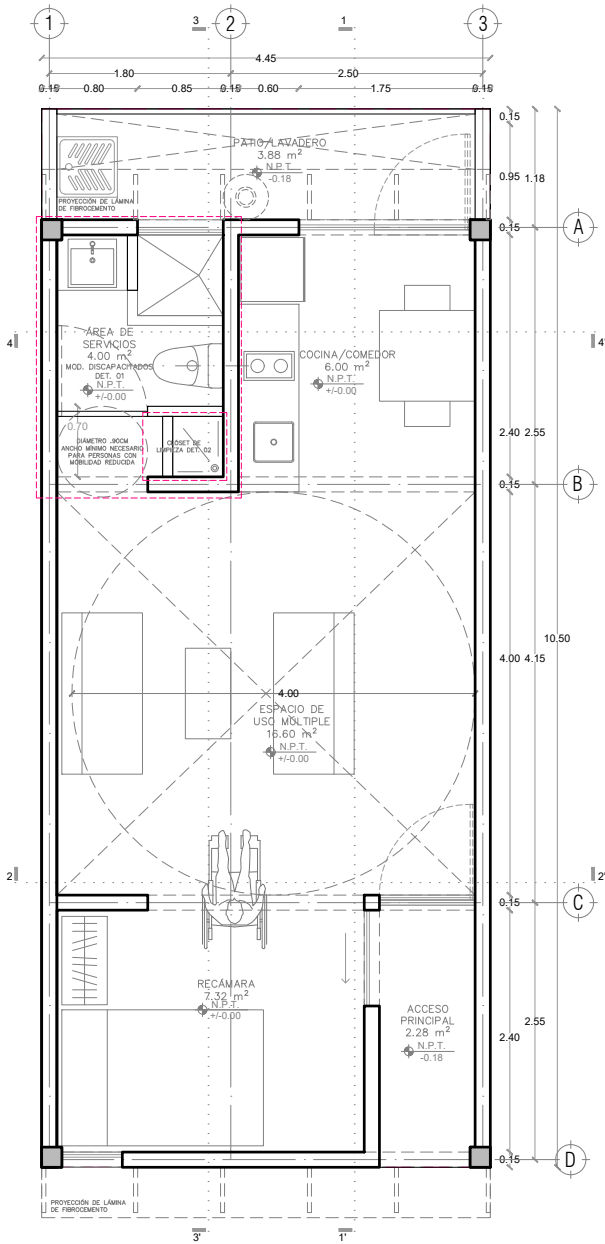 1
2
3
3
1
4.45
1.80
2.50
0.15
0.80
0.85
0.15
0.60
1.75
0.15
0.15
PATIO/LAVADERO
3.88 m²
N.P.T.
-0.18
0.95
1.18
PROYECCIÓN DE LÁMINA
DE FIBROCEMENTO
0.15
A
4
4'
ÁREA DE
SERVICIOS
4.00 m²
MOD. DISCAPACITADOS
DET. 01
N.P.T.
+/-0.00
COCINA/COMEDOR
6.00 m²
N.P.T.
+/-0.00
0.70
DIÁMETRO .90CM
ANCHO MÍNIMO NECESARIO
PARA PERSONAS CON
MOBILIDAD REDUCIDA
CLÓSET DE
LIMPIEZA DET. 02
2.40
2.55
0.15
B
10.50
4.00
4.15
4.00
ESPACIO DE
USO MÚLTIPLE
16.60 m²
N.P.T.
+/-0.00
2
2'
0.15
C
RECÁMARA
7.32 m²
N.P.T.
+/-0.00
ACCESO
PRINCIPAL
2.28 m²
N.P.T.
-0.18
2.40
2.55
0.15
D
PROYECCIÓN DE LÁMINA
DE FIBROCEMENTO
3'
1'